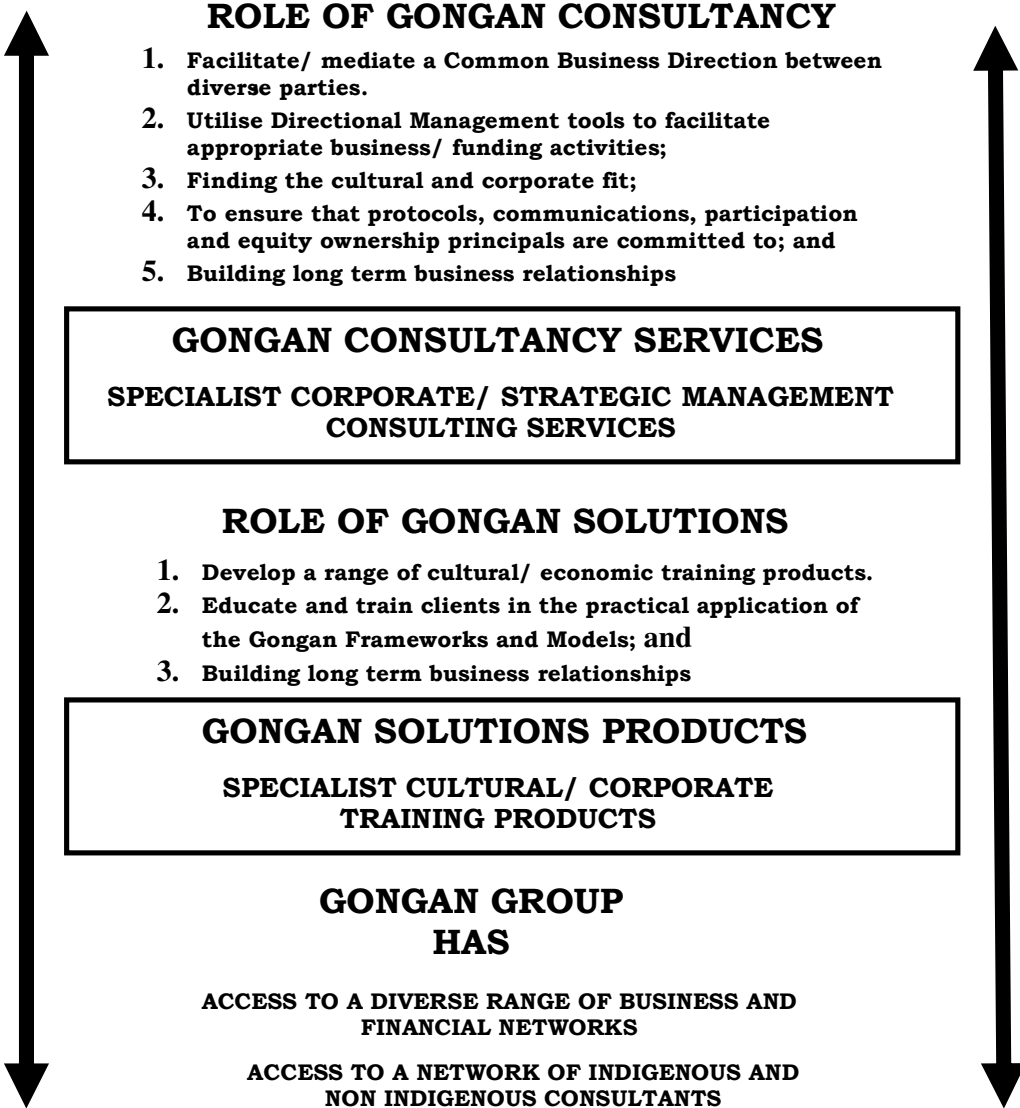 ROLE OF GONGAN CONSULTANCY
1. Facilitate/ mediate a Common Business Direction between
diverse parties.
2. Utilise Directional Management tools to facilitate
appropriate business/ funding activities;
3. Finding the cultural and corporate fit;
4. To ensure that protocols, communications, participation
and equity ownership principals are committed to; and
5. Building long term business relationships
GONGAN CONSULTANCY SERVICES
SPECIALIST CORPORATE/ STRATEGIC MANAGEMENT
CONSULTING SERVICES
ROLE OF GONGAN SOLUTIONS
1. Develop a range of cultural/ economic training products.
2. Educate and train clients in the practical application of
the Gongan Frameworks and Models; and
3. Building long term business relationships
GONGAN SOLUTIONS PRODUCTS
SPECIALIST CULTURAL/ CORPORATE
TRAINING PRODUCTS
GONGAN GROUP
HAS
ACCESS TO A DIVERSE RANGE OF BUSINESS AND
FINANCIAL NETWORKS
ACCESS TO A NETWORK OF INDIGENOUS AND
NON INDIGENOUS CONSULTANTS